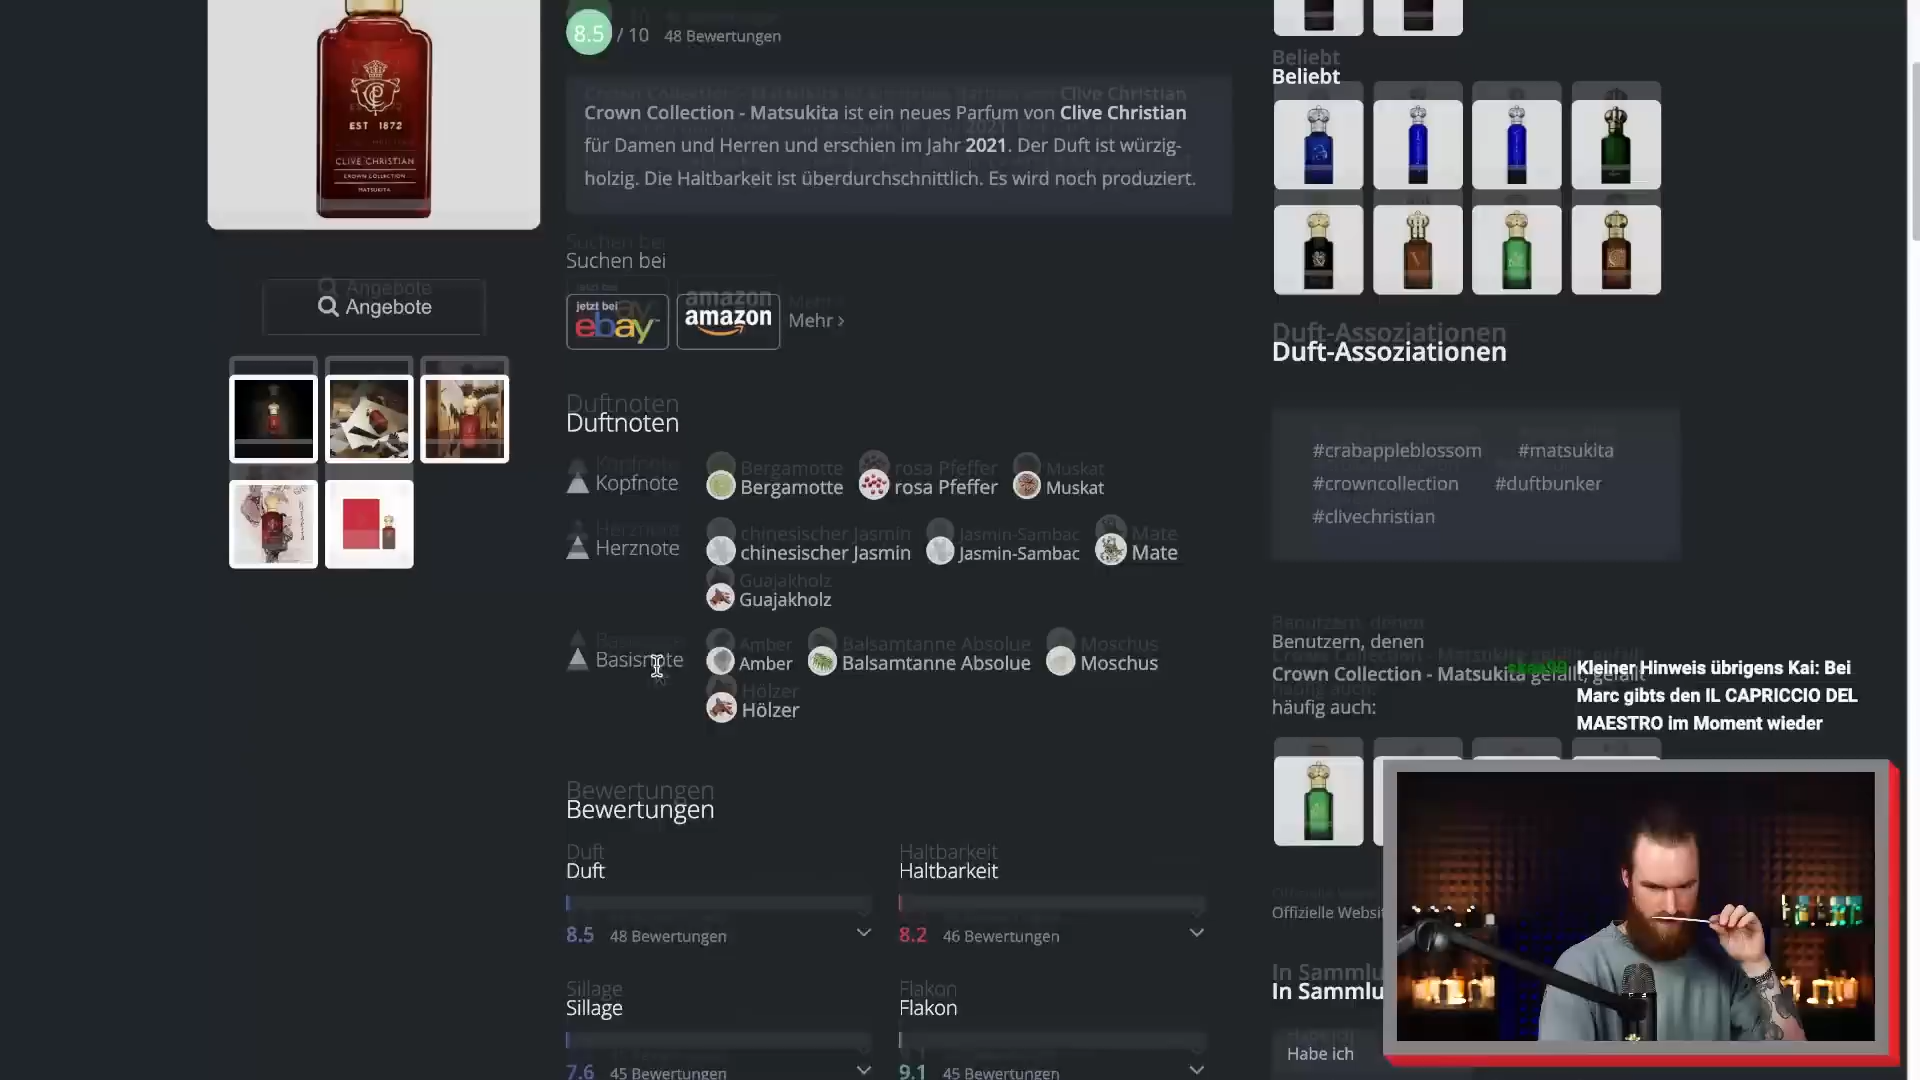 8.5 / 10 48 Bewertungen
EST 1872
CLIVE CHRISTIAN
CROWN COLLECTION
MATSUKITA
Crown Collection - Matsukita ist ein neues Parfum von Clive Christian
für Damen und Herren und erschien im Jahr 2021. Der Duft ist würzig-
holzig. Die Haltbarkeit ist überdurchschnittlich. Es wird noch produziert.
Suchen bei
jetzt bei
ebay
amazon
Mehr ›
Angebote
Duftnoten
Kopfnote Bergamotte rosa Pfeffer Muskat
Herznote chinesischer Jasmin Jasmin-Sambac Mate
Guajakholz
Basisnote Amber Balsamtanne Absolue Moschus
Hölzer
Bewertungen
Duft Haltbarkeit
8.5 48 Bewertungen 8.2 46 Bewertungen
Sillage Flakon
7.6 45 Bewertungen 9.1 45 Bewertungen
Beliebt
Duft-Assoziationen
#crabappleblossom #matsukita
#crowncollection #duftbunker
#clivechristian
Benutzern, denen
Crown Collection - Matsukita gefällt, gefällt
häufig auch:
Kleiner Hinweis übrigens Kai: Bei
Marc gibts den IL CAPRICCIO DEL
MAESTRO im Moment wieder
Offizielle Websi
In Sammlu
Habe ich